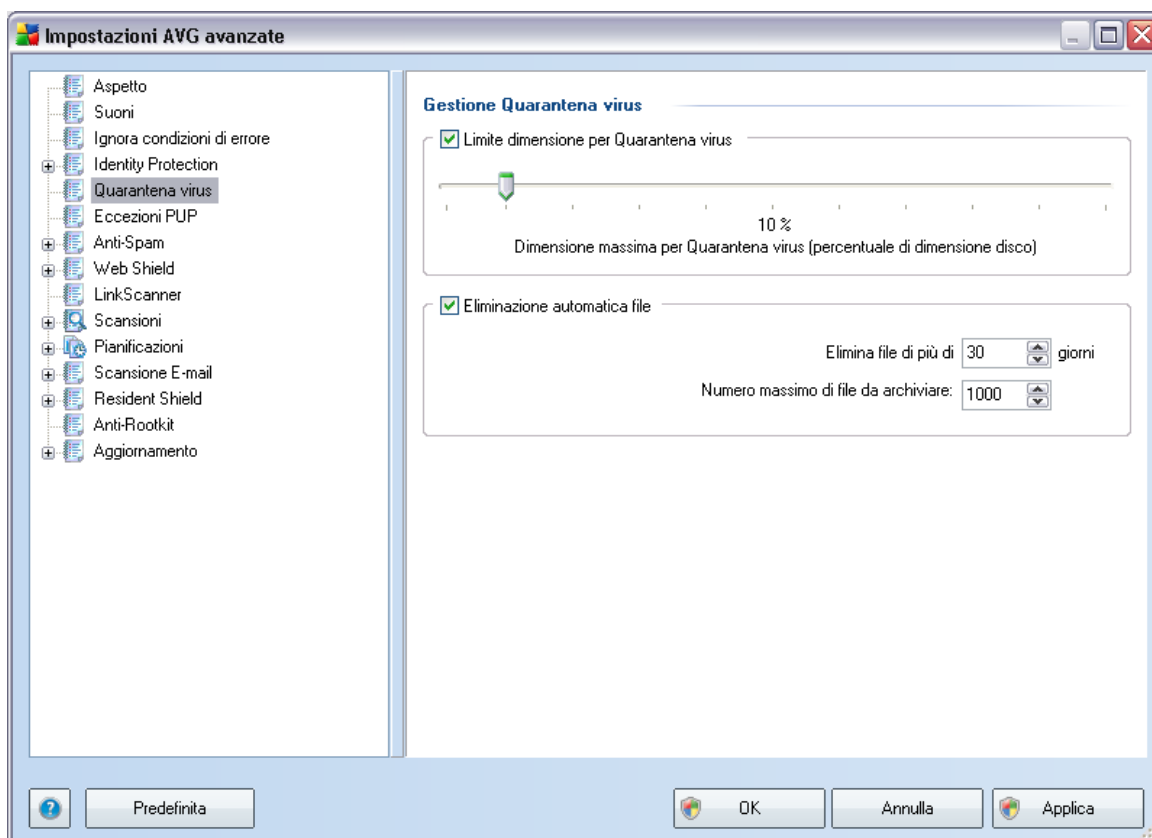 Impostazioni AVG avanzate
Aspetto
Suoni
Ignora condizioni di errore
Identity Protection
Quarantena virus
Eccezioni PUP
Anti-Spam
Web Shield
LinkScanner
Scansioni
Pianificazioni
Scansione E-mail
Resident Shield
Anti-Rootkit
Aggiornamento
Gestione Quarantena virus
Limite dimensione per Quarantena virus
10 %
Dimensione massima per Quarantena virus (percentuale di dimensione disco)
Eliminazione automatica file
Elimina file di più di 30 giorni
Numero massimo di file da archiviare: 1000
? Predefinita OK Annulla Applica